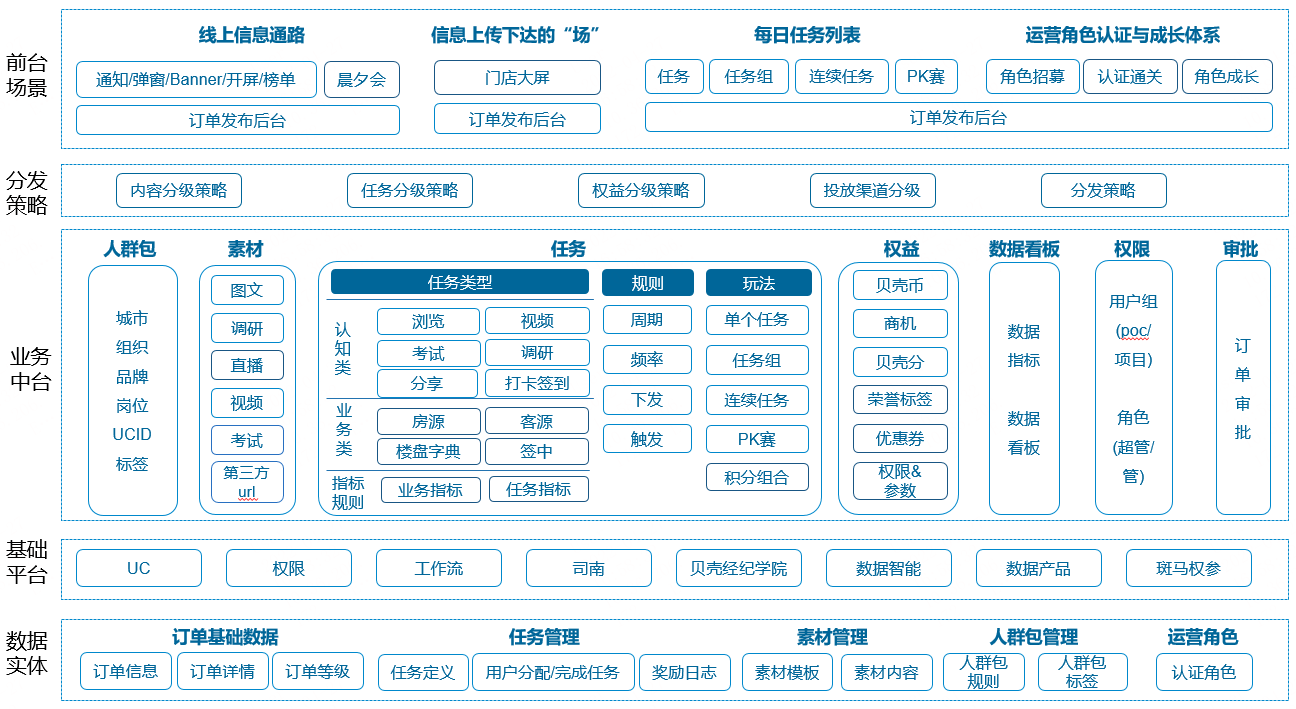 前台
场景
线上信息通路
信息上传下达的“场”
每日任务列表
运营角色认证与成长体系
通知/弹窗/Banner/开屏/榜单
晨夕会
门店大屏
任务
任务组
连续任务
PK赛
角色招募
认证通关
角色成长
订单发布后台
订单发布后台
订单发布后台
分发
策略
内容分级策略
任务分级策略
权益分级策略
投放渠道分级
分发策略
业务
中台
人群包
城市
组织
品牌
岗位
UCID
标签
素材
图文
调研
直播
视频
考试
第三方
url
任务
任务类型
认
知
类
浏览
视频
考试
调研
分享
打卡签到
业
务
类
房源
客源
楼盘字典
签中
指标
规则
业务指标
任务指标
规则
周期
频率
下发
触发
玩法
单个任务
任务组
连续任务
PK赛
积分组合
权益
贝壳币
商机
贝壳分
荣誉标签
优惠券
权限&
参数
数据看板
数据
指标
数据
看板
权限
用户组
(poc/
项目)
角色
(超管/
管)
审批
订
单
审
批
基础
平台
UC
权限
工作流
司南
贝壳经纪学院
数据智能
数据产品
斑马权参
数据
实体
订单基础数据
订单信息
订单详情
订单等级
任务管理
任务定义
用户分配/完成任务
奖励日志
素材管理
素材模板
素材内容
人群包管理
人群包
规则
人群包
标签
运营角色
认证角色